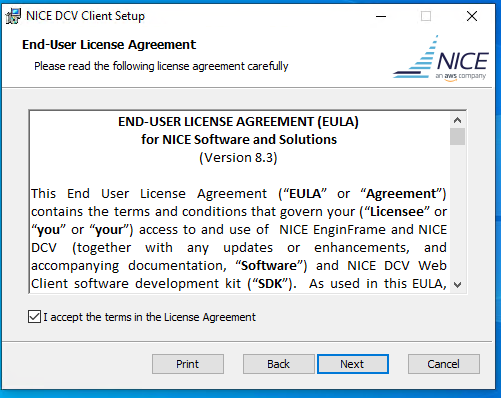 NICE DCV Client Setup
End-User License Agreement
Please read the following license agreement carefully
NICE
an aws company
END-USER LICENSE AGREEMENT (EULA)
for NICE Software and Solutions
(Version 8.3)
This End User License Agreement (“EULA” or “Agreement”)
contains the terms and conditions that govern your (“Licensee” or
“you” or “your”) access to and use of NICE EnginFrame and NICE
DCV (together with any updates or enhancements, and
accompanying documentation, “Software”) and NICE DCV Web
Client software development kit (“SDK”). As used in this EULA,
I accept the terms in the License Agreement
Print
Back
Next
Cancel